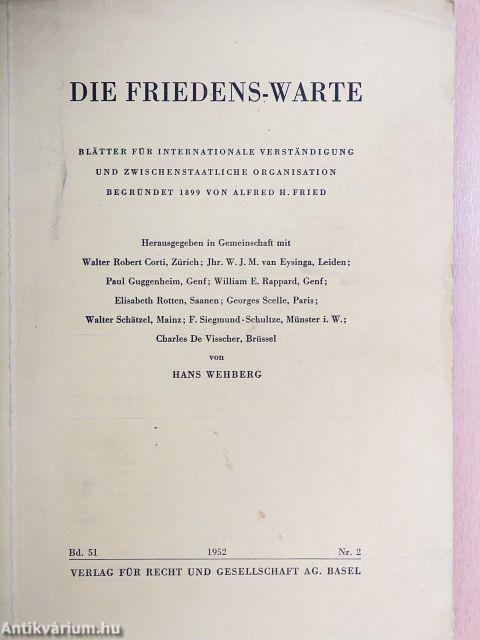 DIE FRIEDENS-WARTE
BLÄTTER FÜR INTERNATIONALE VERSTÄNDIGUNG
UND ZWISCHENSTAATLICHE ORGANISATION
BEGRÜNDET 1899 VON ALFRED H. FRIED
Herausgegeben in Gemeinschaft mit
Walter Robert Corti, Zürich; Jhr. W. J. M. van Eysinga, Leiden;
Paul Guggenheim, Genf; William E. Rappard, Genf;
Elisabeth Rotten, Saanen; Georges Scelle, Paris;
Walter Schätzel, Mainz; F. Siegmund-Schultze, Münster i. W.;
Charles De Visscher, Brüssel
von
HANS WEHBERG
Bd. 51 1952 Nr. 2
VERLAG FÜR RECHT UND GESELLSCHAFT AG. BASEL
Antikvárium.hu